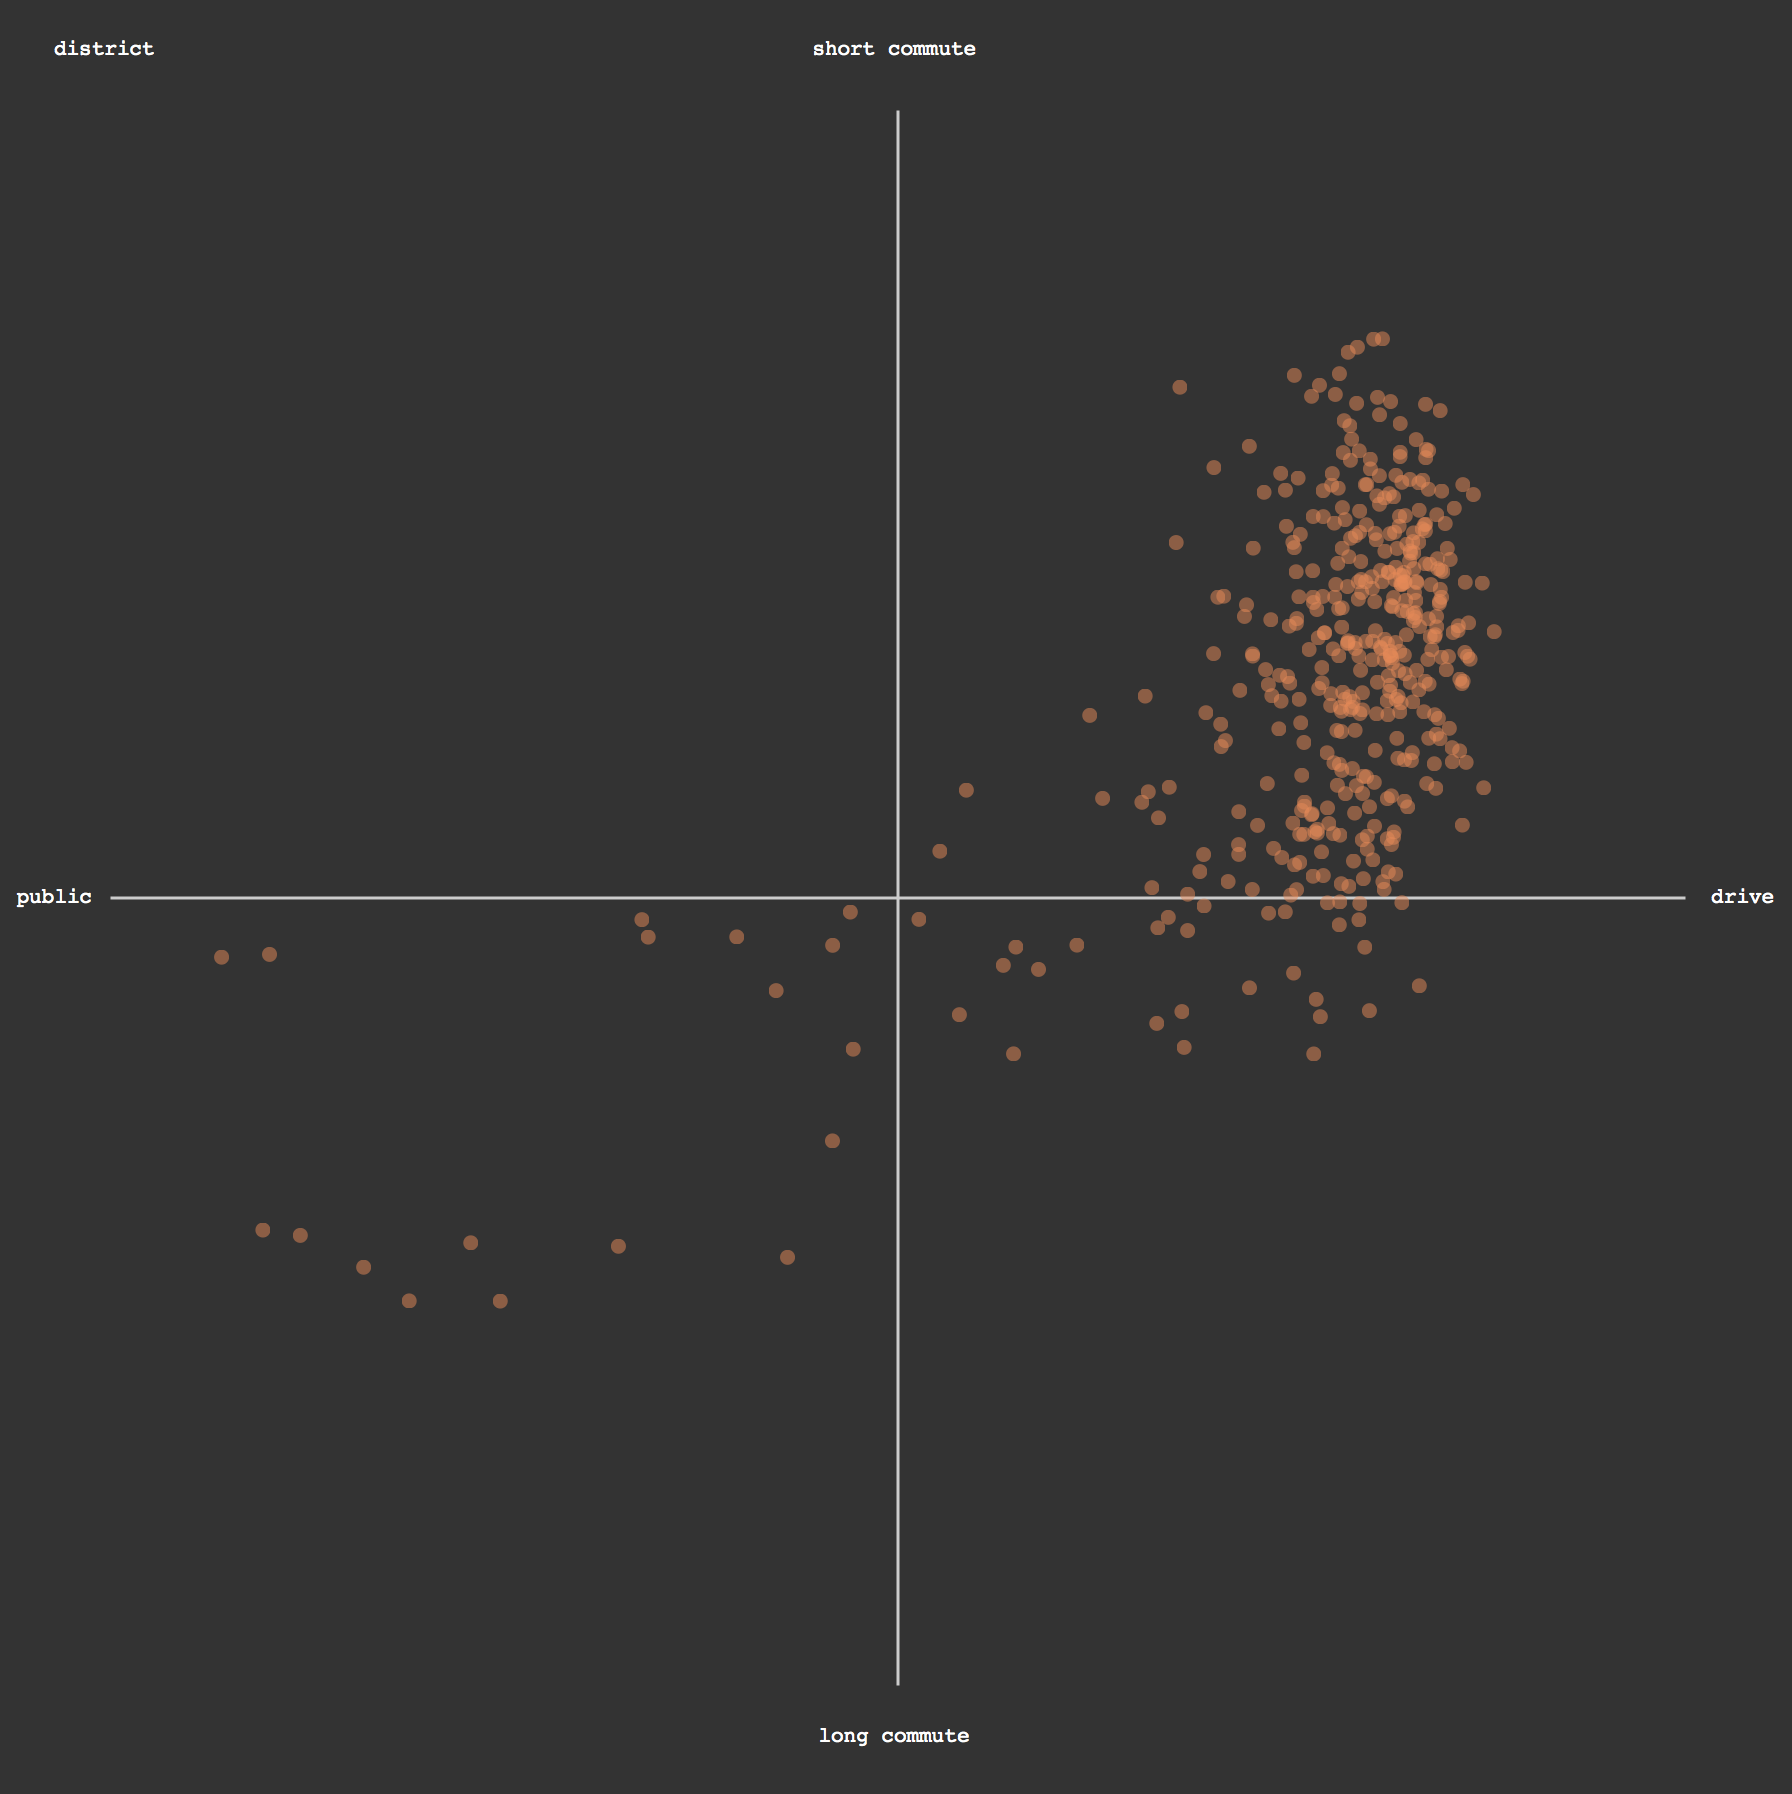 district
short commute
public
drive
long commute